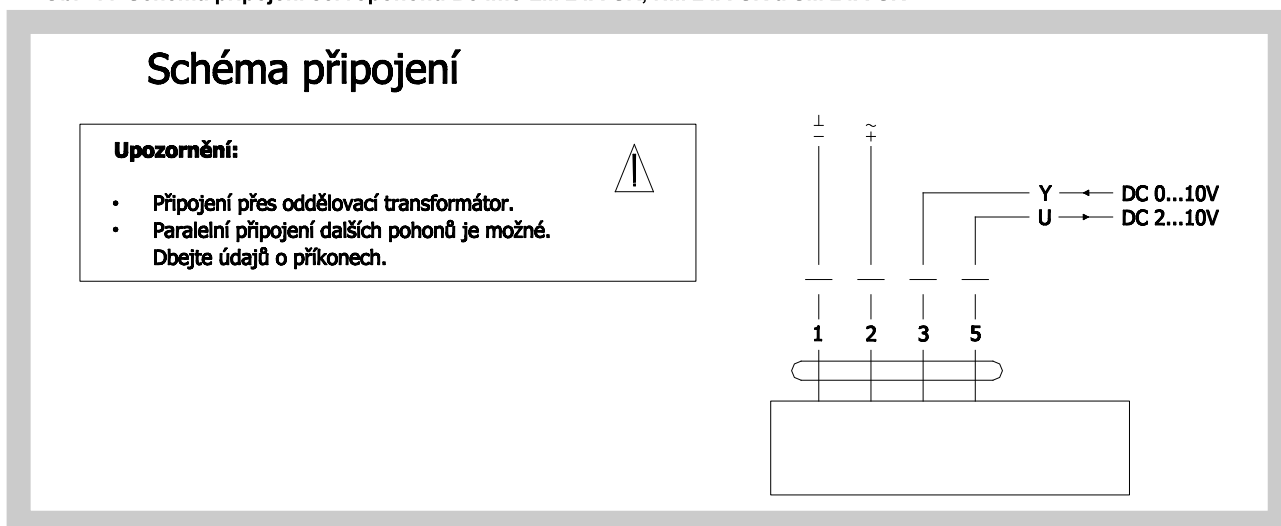 Schéma připojení
Upozornění:
• Připojení přes oddělovací transformátor.
• Paralelní připojení dalších pohonů je možné.
Dbejte údajů o příkonech.
⊥ ~
− +
Y DC 0...10V
U DC 2...10V
1 2 3 5